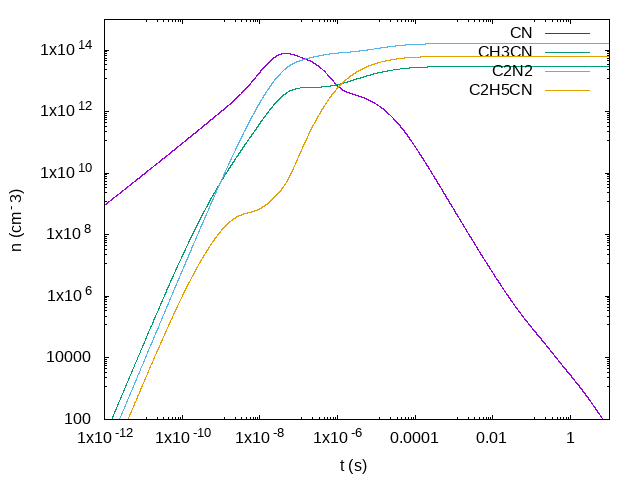 1x10^14
1x10^12
1x10^10
1x10^8
1x10^6
10000
100
n (cm^-3)
CN
CH3CN
C2N2
C2H5CN
1x10^-12 1x10^-10 1x10^-8 1x10^-6 0.0001 0.01 1
t (s)